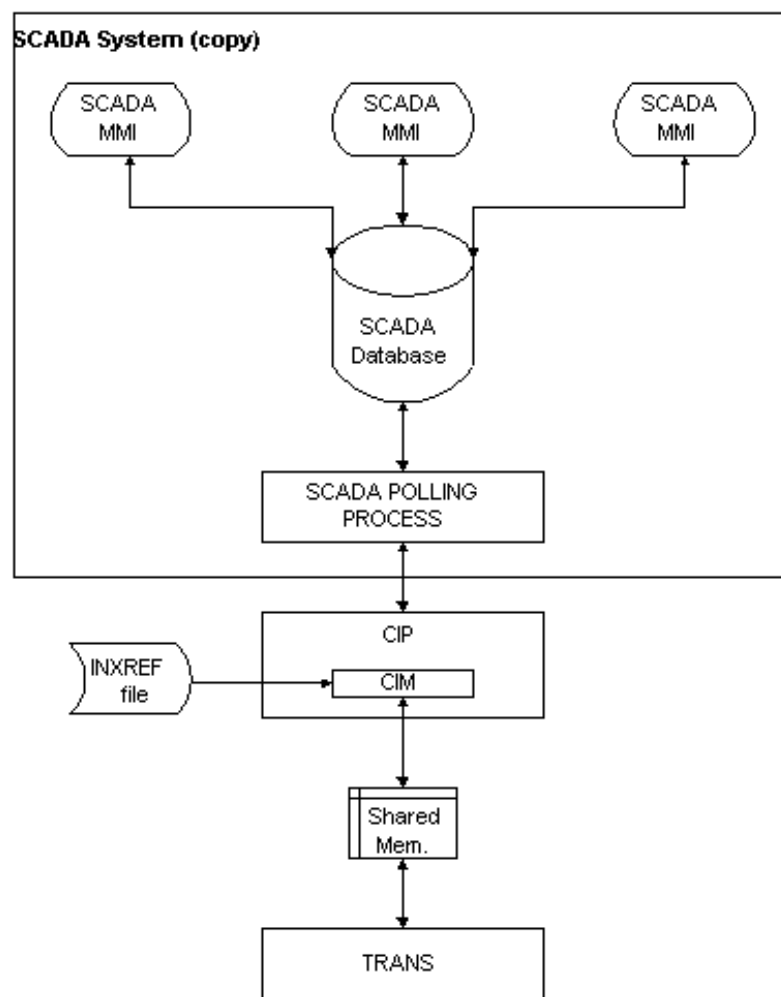 SCADA System (copy)
SCADA
MMI
SCADA
MMI
SCADA
MMI
SCADA
Database
SCADA POLLING
PROCESS
CIP
INXREF
file
CIM
Shared
Mem.
TRANS